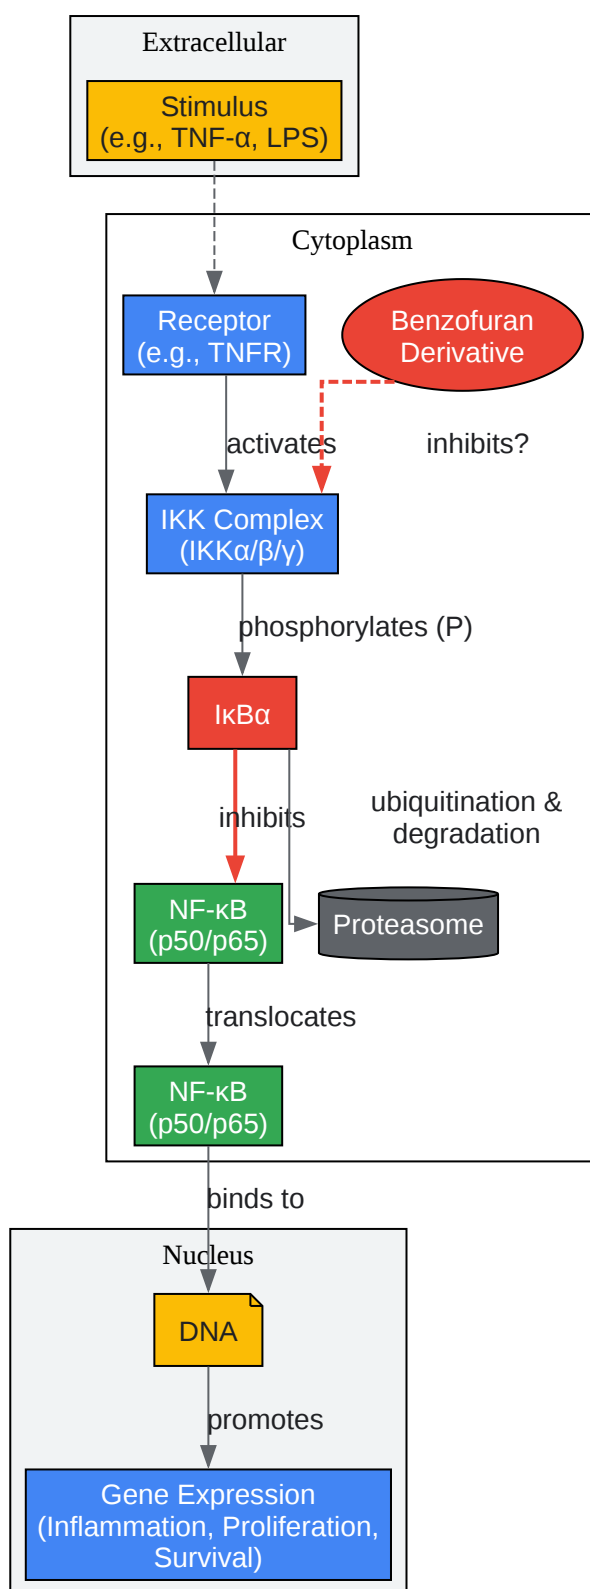 Extracellular
Stimulus
(e.g., TNF-α, LPS)
Cytoplasm
Receptor
(e.g., TNFR)
Benzofuran
Derivative
activates
inhibits?
IKK Complex
(IKKα/β/γ)
phosphorylates (P)
IκBα
inhibits
ubiquitination &
degradation
NF-κB
(p50/p65)
Proteasome
translocates
NF-κB
(p50/p65)
binds to
Nucleus
DNA
promotes
Gene Expression
(Inflammation, Proliferation,
Survival)